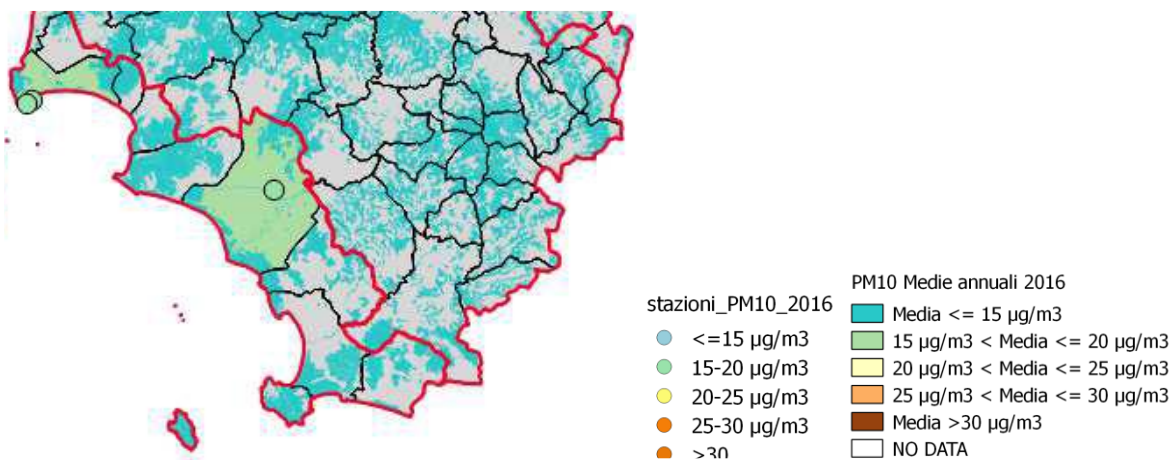 stazioni_PM10_2016
<=15 µg/m3
15-20 µg/m3
20-25 µg/m3
25-30 µg/m3
>30
PM10 Medie annuali 2016
Media <= 15 µg/m3
15 µg/m3 < Media <= 20 µg/m3
20 µg/m3 < Media <= 25 µg/m3
25 µg/m3 < Media <= 30 µg/m3
Media >30 µg/m3
NO DATA